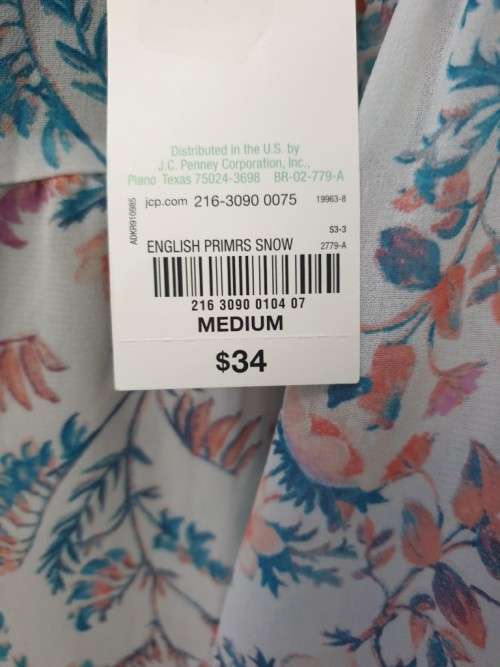 Distributed in the U.S. by
J.C. Penney Corporation, Inc.,
Plano Texas 75024-3698 BR-02-779-A
jcp.com 216-3090 0075 19963-8
ADKR910985
S3-3
ENGLISH PRIMRS SNOW 2779-A
216 3090 0104 07
MEDIUM
$34